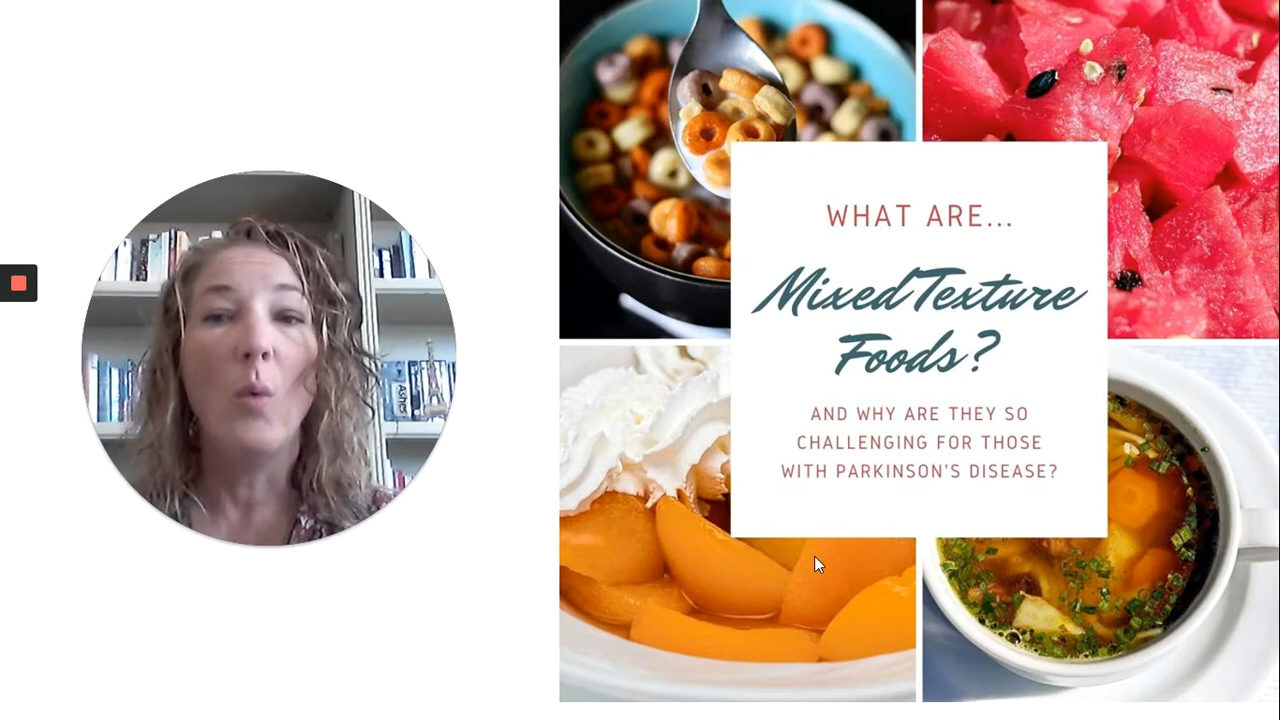 WHAT ARE...
Mixed Texture
Foods?
AND WHY ARE THEY SO
CHALLENGING FOR THOSE
WITH PARKINSON'S DISEASE?